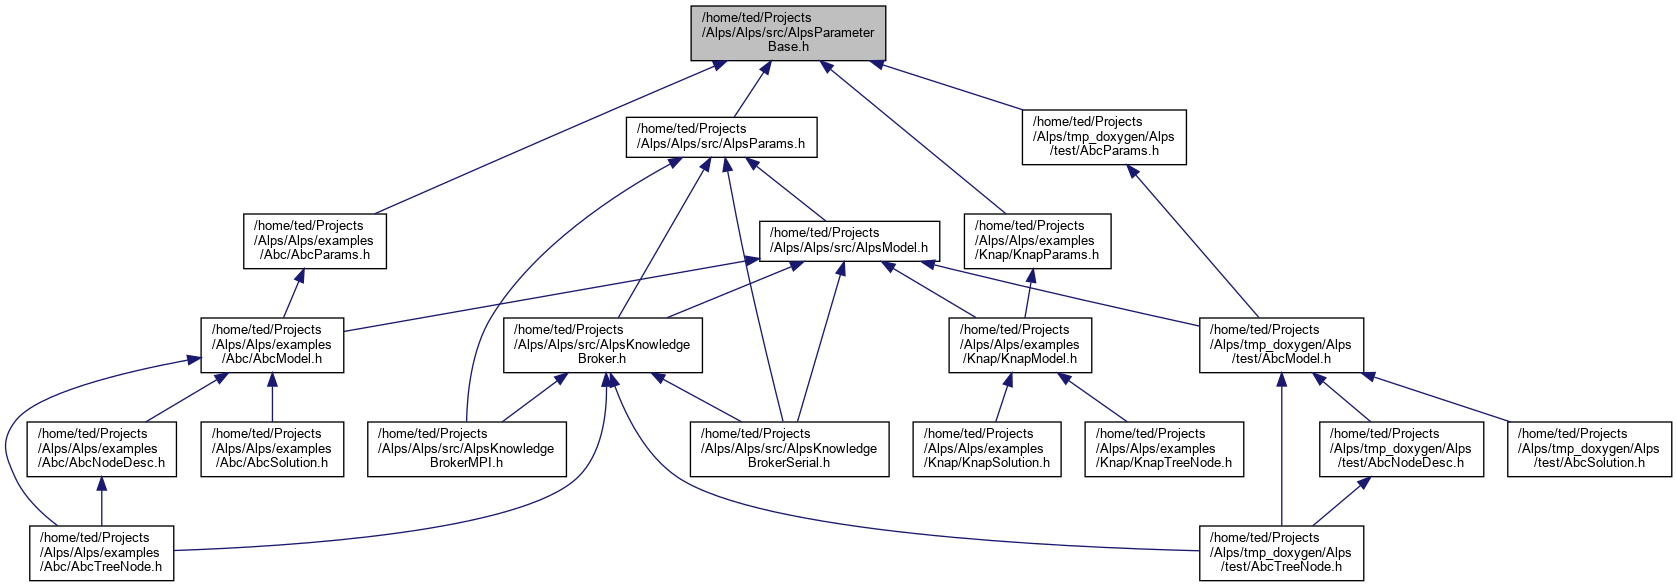 /home/ted/Projects
/Alps/Alps/src/AlpsParameter
Base.h
/home/ted/Projects
/Alps/Alps/src/AlpsParams.h
/home/ted/Projects
/Alps/tmp_doxygen/Alps
/test/AbcParams.h
/home/ted/Projects
/Alps/Alps/examples
/Abc/AbcParams.h
/home/ted/Projects
/Alps/Alps/src/AlpsModel.h
/home/ted/Projects
/Alps/Alps/examples
/Knap/KnapParams.h
/home/ted/Projects
/Alps/Alps/examples
/Abc/AbcModel.h
/home/ted/Projects
/Alps/Alps/src/AlpsKnowledge
Broker.h
/home/ted/Projects
/Alps/Alps/examples
/Knap/KnapModel.h
/home/ted/Projects
/Alps/tmp_doxygen/Alps
/test/AbcModel.h
/home/ted/Projects
/Alps/Alps/examples
/Abc/AbcNodeDesc.h
/home/ted/Projects
/Alps/Alps/examples
/Abc/AbcSolution.h
/home/ted/Projects
/Alps/Alps/src/AlpsKnowledge
BrokerMPI.h
/home/ted/Projects
/Alps/Alps/src/AlpsKnowledge
BrokerSerial.h
/home/ted/Projects
/Alps/Alps/examples
/Knap/KnapSolution.h
/home/ted/Projects
/Alps/Alps/examples
/Knap/KnapTreeNode.h
/home/ted/Projects
/Alps/tmp_doxygen/Alps
/test/AbcNodeDesc.h
/home/ted/Projects
/Alps/tmp_doxygen/Alps
/test/AbcSolution.h
/home/ted/Projects
/Alps/Alps/examples
/Abc/AbcTreeNode.h
/home/ted/Projects
/Alps/tmp_doxygen/Alps
/test/AbcTreeNode.h